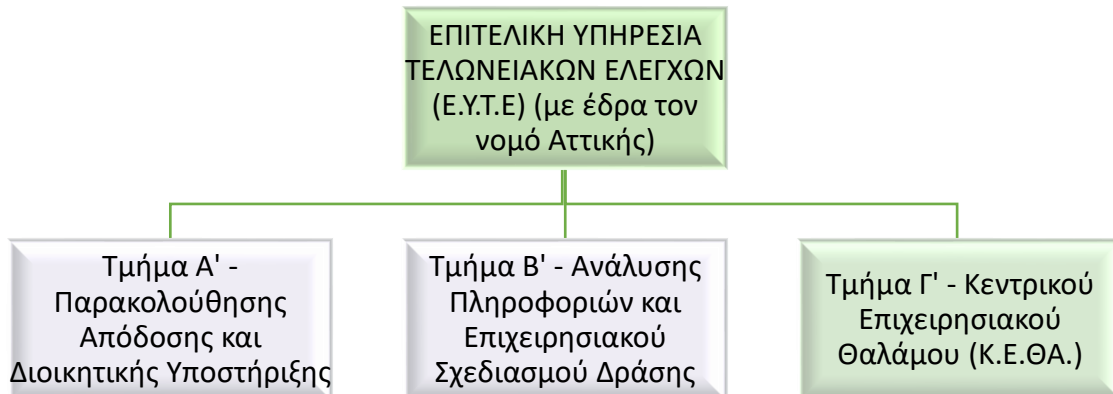 ΕΠΙΤΕΛΙΚΗ ΥΠΗΡΕΣΙΑ
ΤΕΛΩΝΕΙΑΚΩΝ ΕΛΕΓΧΩΝ
(Ε.Υ.Τ.Ε) (με έδρα τον
νομό Αττικής)
Τμήμα Α' -
Παρακολούθησης
Απόδοσης και
Διοικητικής Υποστήριξης
Τμήμα Β' - Ανάλυσης
Πληροφοριών και
Επιχειρησιακού
Σχεδιασμού Δράσης
Τμήμα Γ' - Κεντρικού
Επιχειρησιακού
Θαλάμου (Κ.Ε.ΘΑ.)